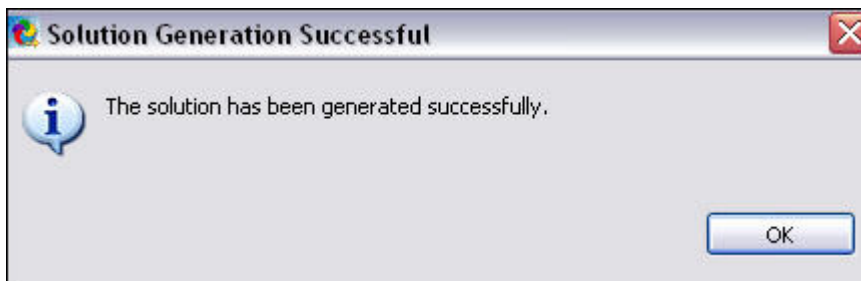 Solution Generation Successful
The solution has been generated successfully.
OK